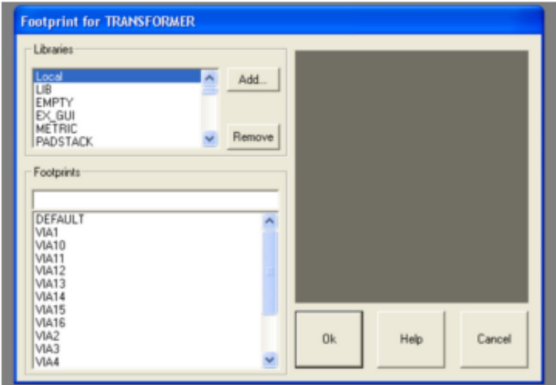 Footprint for TRANSFORMER
Libraries
Local
LIB
EMPTY
EX_GUI
METRIC
PADSTACK
Add...
Remove
Footprints
DEFAULT
VIA1
VIA10
VIA11
VIA12
VIA13
VIA14
VIA15
VIA16
VIA2
VIA3
VIA4
Ok
Help
Cancel